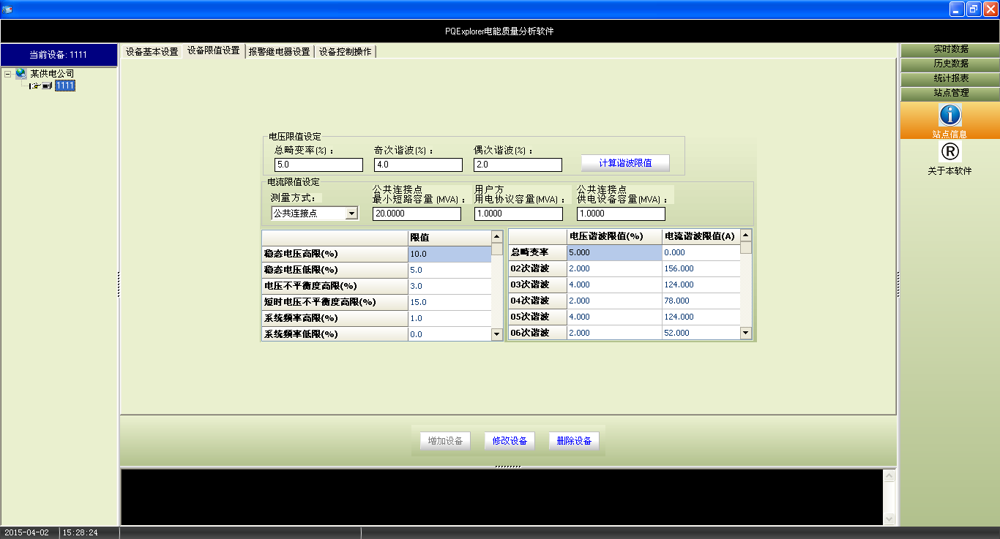 PQExplorer电能质量分析软件
当前设备: 1111
某供电公司
1111
设备基本设置 设备限值设置 报警继电器设置 设备控制操作
电压限值设定
总畸变率(%) : 奇次谐波(%) : 偶次谐波(%) :
5.0 4.0 2.0 计算谐波限值
电流限值设定
测量方式:
公共连接点
公共连接点
最小短路容量 (MVA) :
20.0000
用户方
用电协议容量(MVA) :
1.0000
公共连接点
供电设备容量(MVA) :
1.0000
限值
稳态电压高限(%) 10.0
稳态电压低限(%) 5.0
电压不平衡度高限(%) 3.0
短时电压不平衡度高限(%) 15.0
系统频率高限(%) 1.0
系统频率低限(%) 0.0
电压谐波限值(%) 电流谐波限值(A)
总畸变率 5.000 0.000
02次谐波 2.000 156.000
03次谐波 4.000 124.000
04次谐波 2.000 78.000
05次谐波 4.000 124.000
06次谐波 2.000 52.000
增加设备 修改设备 删除设备
实时数据
历史数据
统计报表
站点管理
站点信息
®
关于本软件
2015-04-02 15:28:24